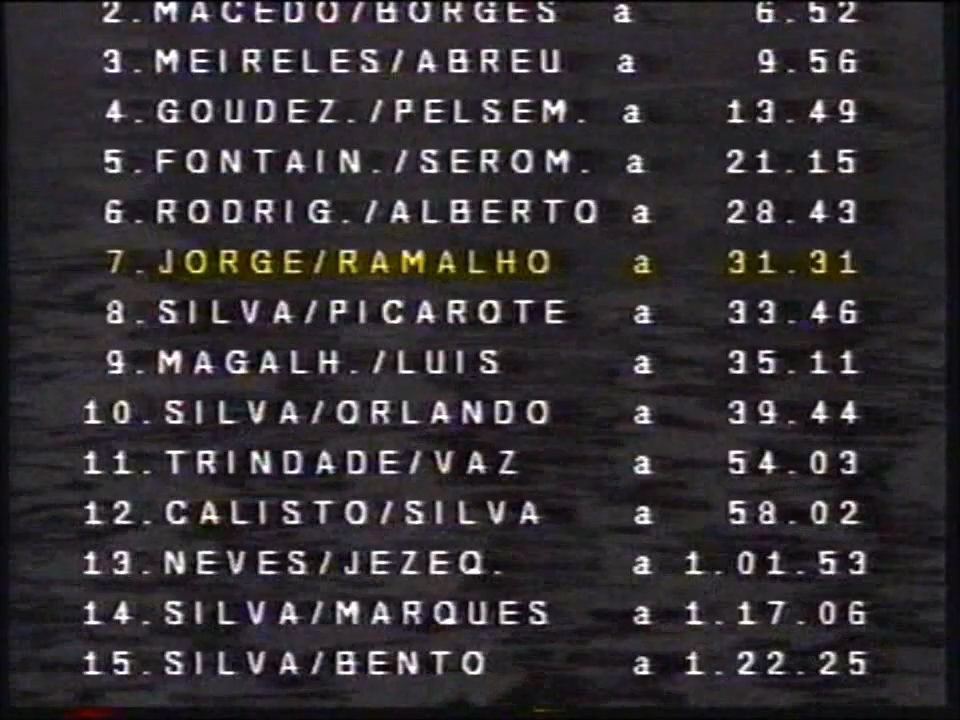 2.MACEDO/BORGES a 6.52
3.MEIRELES/ABREU a 9.56
4.GOUDEZ./PELSEM. a 13.49
5.FONTAIN./SEROM. a 21.15
6.RODRIG./ALBERTO a 28.43
7.JORGE/RAMALHO a 31.31
8.SILVA/PICAROTE a 33.46
9.MAGALH./LUIS a 35.11
10.SILVA/ORLANDO a 39.44
11.TRINDADE/VAZ a 54.03
12.CALISTO/SILVA a 58.02
13.NEVES/JEZEQ. a 1.01.53
14.SILVA/MARQUES a 1.17.06
15.SILVA/BENTO a 1.22.25